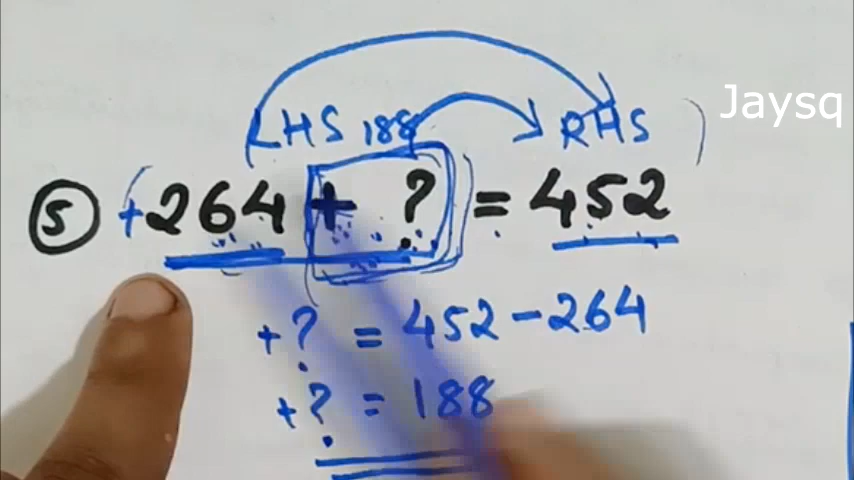 Jaysq
LHS 188 RHS
5 +264 + ? = 452
+? = 452-264
+? = 188